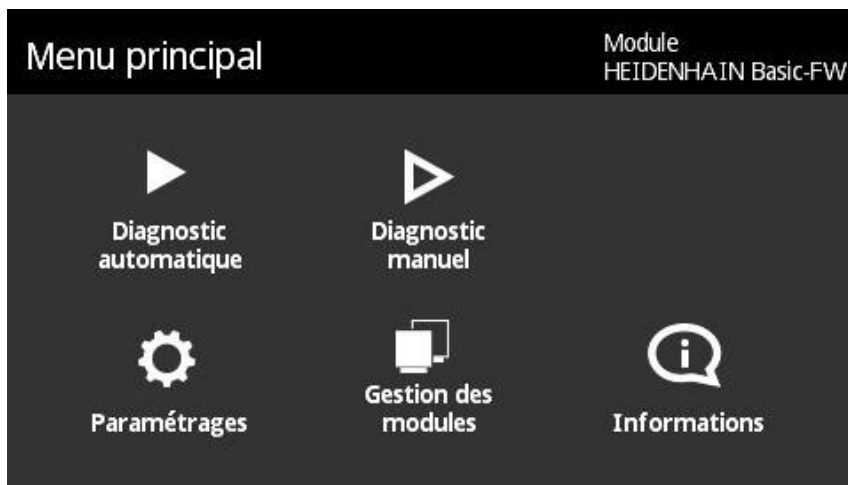 Menu principal
Module
HEIDENHAIN Basic-FW
Diagnostic
automatique
Diagnostic
manuel
Paramétrages
Gestion des
modules
Informations